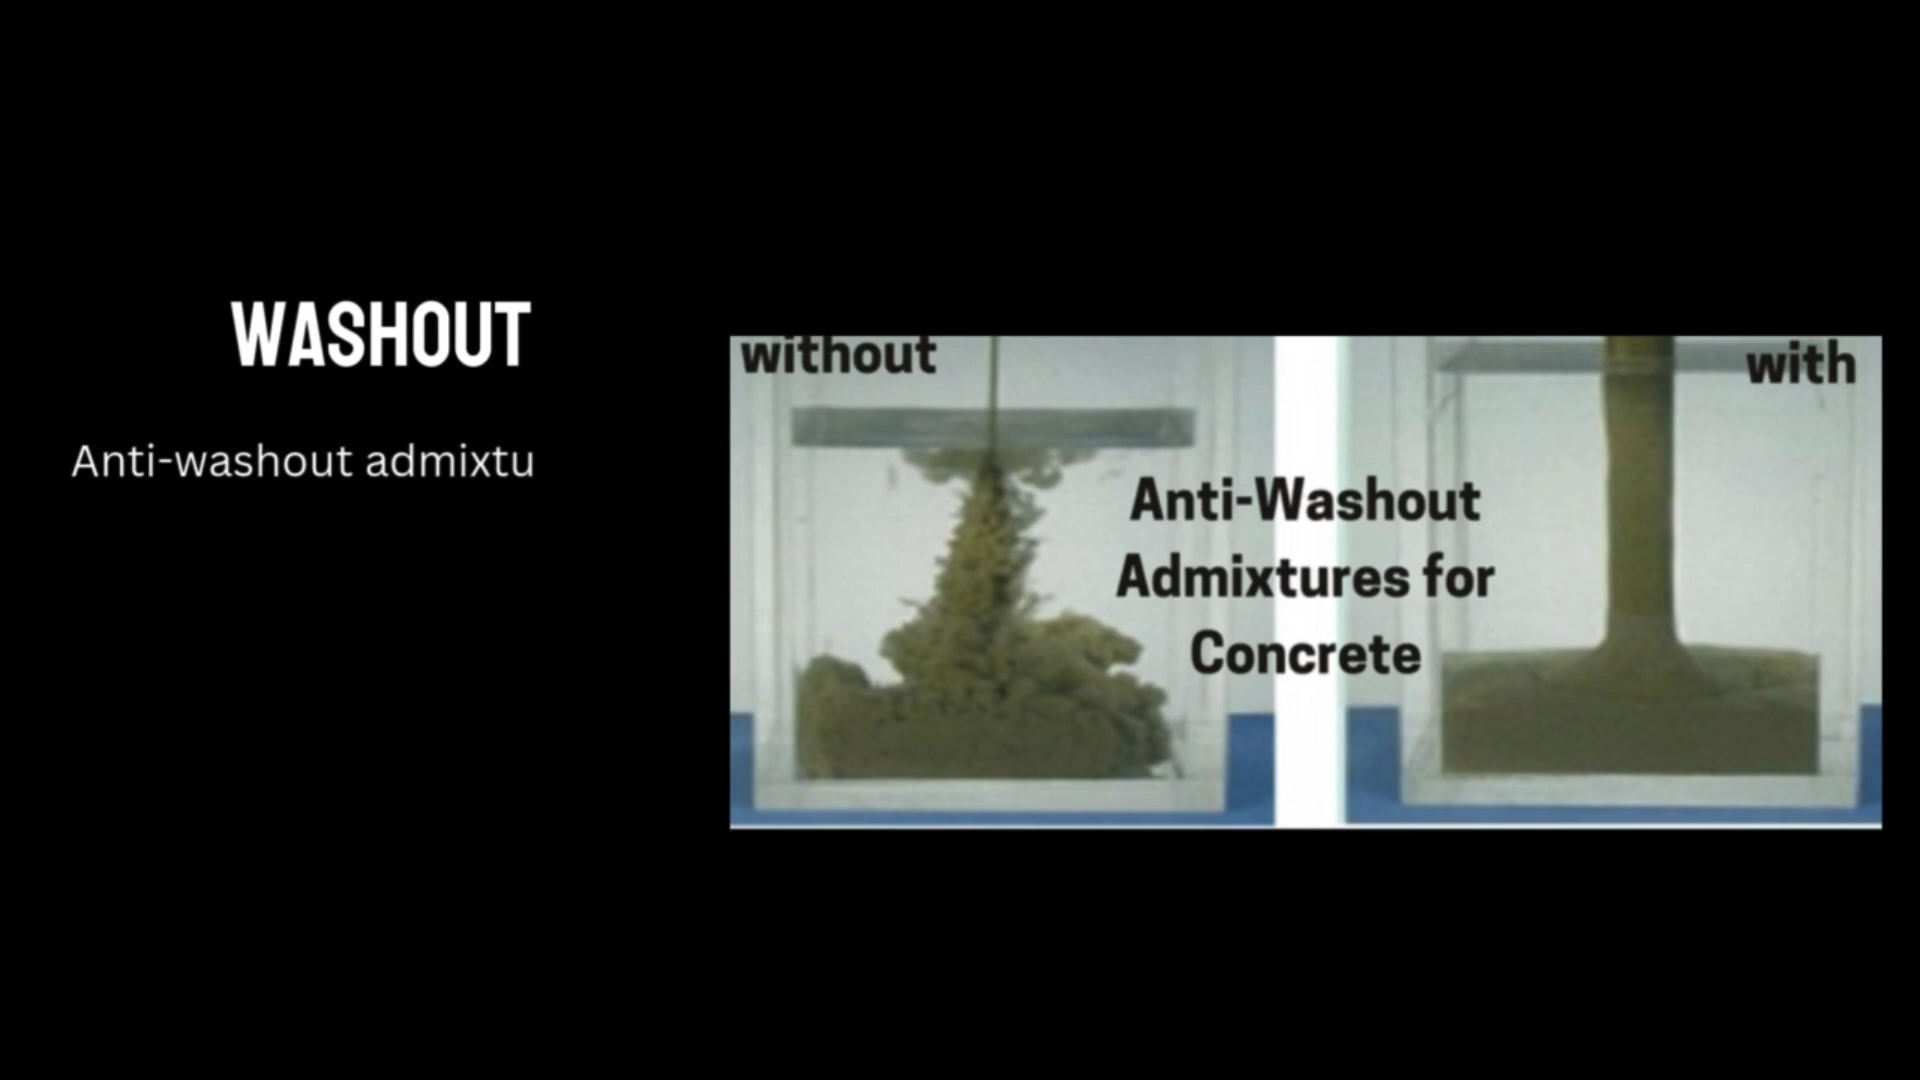 WASHOUT
Anti-washout admixtu
without
with
Anti-Washout
Admixtures for
Concrete